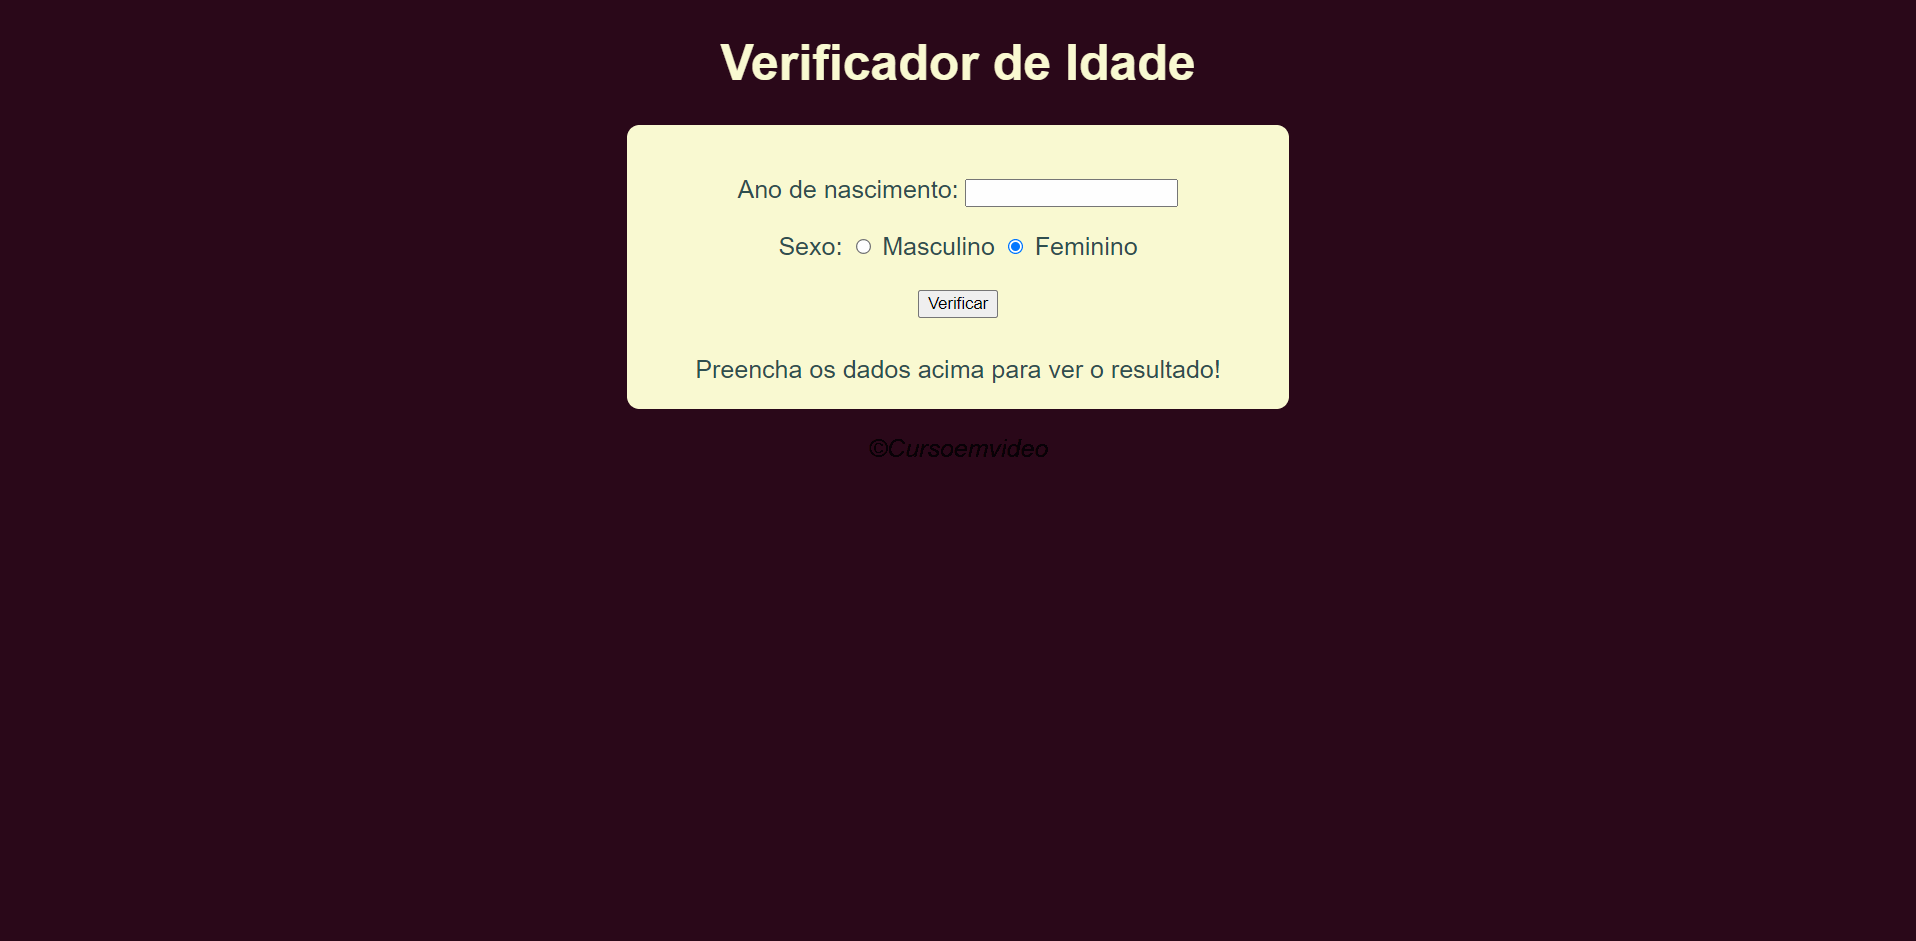 Verificador de Idade
Ano de nascimento:
Sexo: Masculino Feminino
Verificar
Preencha os dados acima para ver o resultado!
©Cursoemvideo